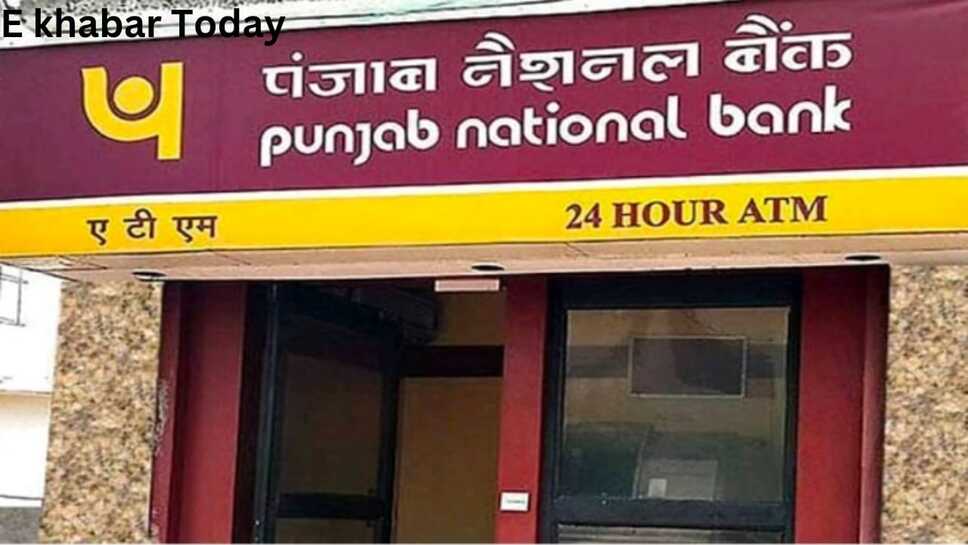 E khabar Today
पंजाब नैशनल बैंक
punjab national bank
ए टी एम
24 HOUR ATM